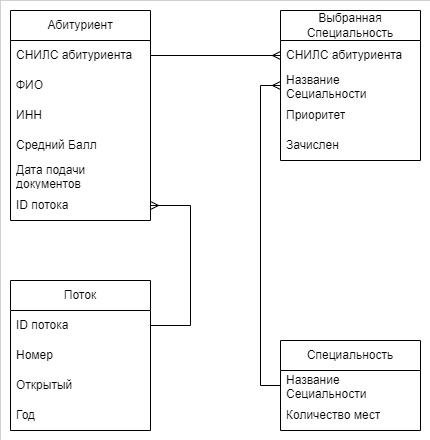 Абитуриент
СНИЛС абитуриента
ФИО
ИНН
Средний Балл
Дата подачи
документов
ID потока
Выбранная
Специальность
СНИЛС абитуриента
Название
Сециальности
Приоритет
Зачислен
Поток
ID потока
Номер
Открытый
Год
Специальность
Название
Сециальности
Количество мест